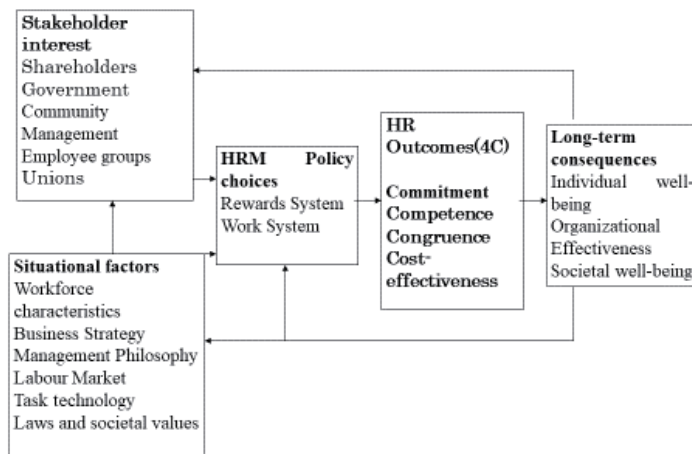 Stakeholder
interest
Shareholders
Government
Community
Management
Employee groups
Unions
Situational factors
Workforce
characteristics
Business Strategy
Management Philosophy
Labour Market
Task technology
Laws and societal values
HRM Policy
choices
Rewards System
Work System
HR
Outcomes(4C)
Commitment
Competence
Congruence
Cost-
effectiveness
Long-term
consequences
Individual well-
being
Organizational
Effectiveness
Societal well-being